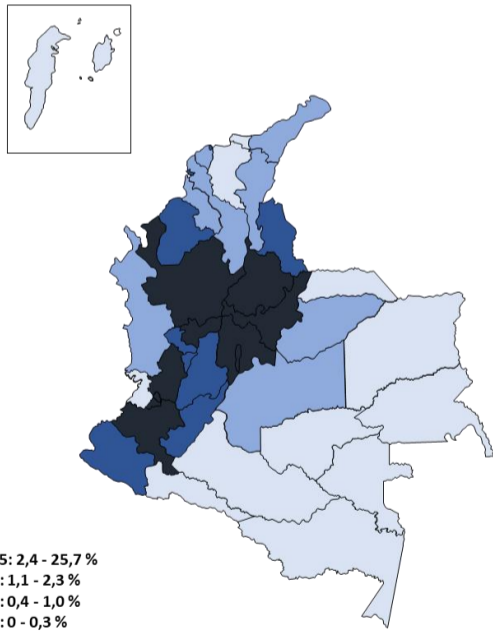 5: 2,4 - 25,7 %
: 1,1 - 2,3 %
: 0,4 - 1,0 %
: 0 - 0,3 %